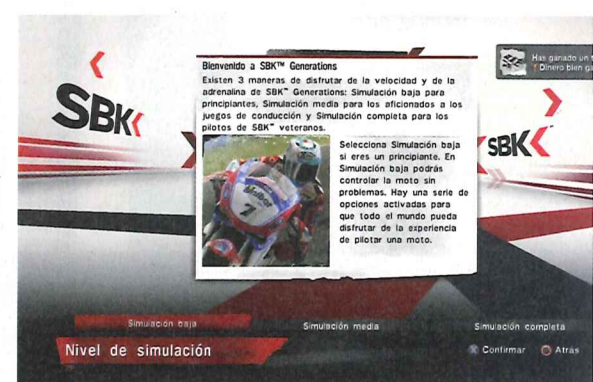 Bienvenido a SBK™ Generations
Existen 3 maneras de disfrutar de la velocidad y de la
adrenalina de SBK™ Generations: Simulación baja para
principiantes, Simulación media para los aficionados a los
juegos de conducción y Simulación completa para los
pilotos de SBK™ veteranos.
Selecciona Simulación baja
si eres un principiante. En
Simulación baja podrás
controlar la moto sin
problemas. Hay una serie de
opciones activadas para
que todo el mundo pueda
disfrutar de la experiencia
de pilotar una moto.
Has ganado un
Dinero bien
SBK
SBK
7
Simulación baja
Simulación media
Simulación completa
Nivel de simulación
Confirmar
Atrás